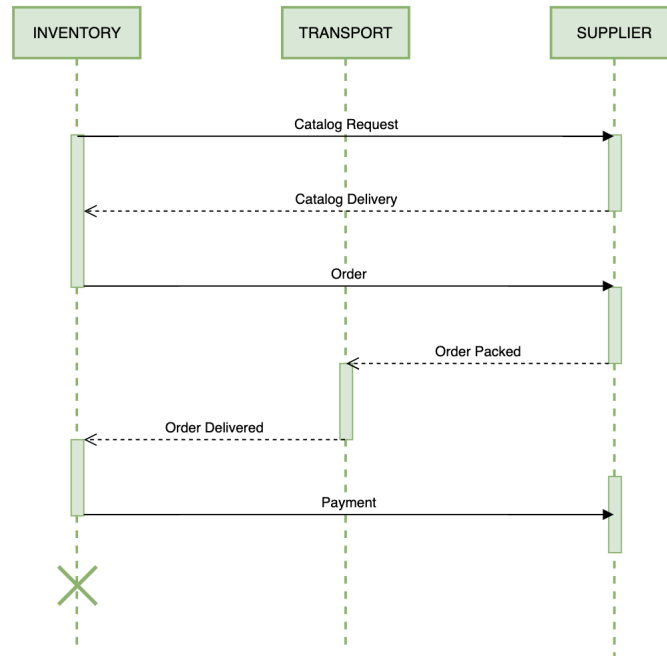 INVENTORY
TRANSPORT
SUPPLIER
Catalog Request
Catalog Delivery
Order
Order Packed
Order Delivered
Payment